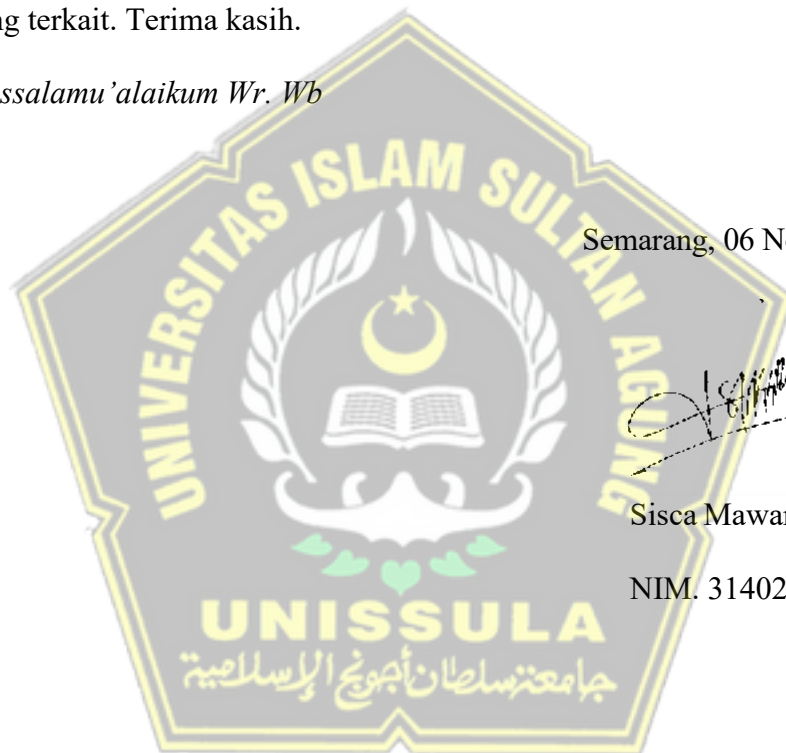 ng terkait. Terima kasih.
ssalamu’alaikum Wr. Wb
UNIVERSITAS ISLAM SULTAN AGUNG
Semarang, 06 N
Sisca Mawar
NIM. 31402
UNISSULA
جامعة سلطان أجونج الإسلامية